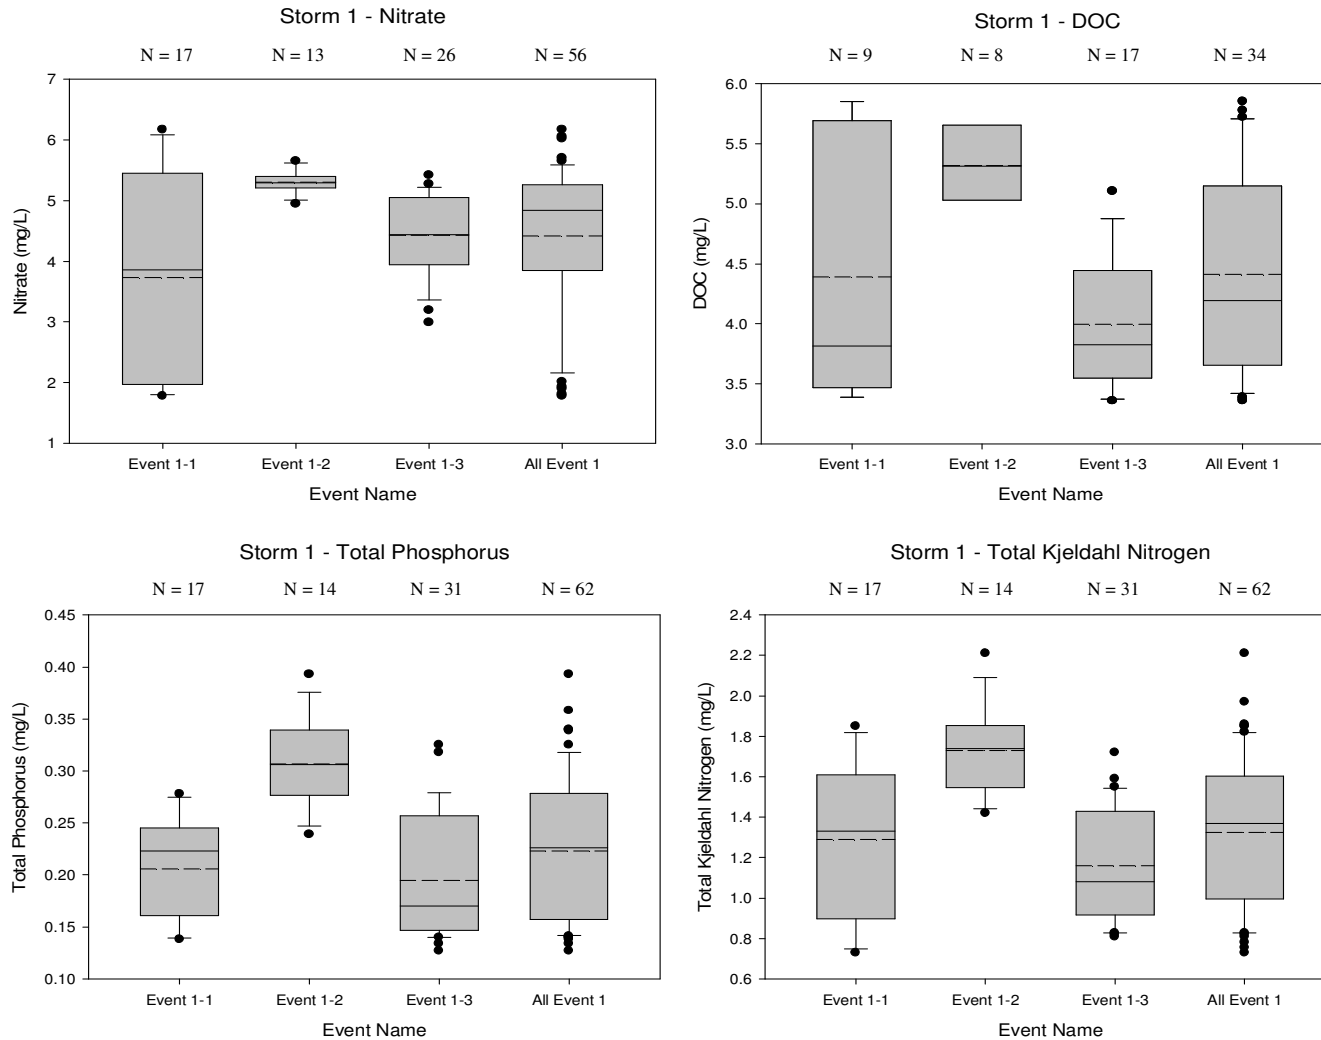 Storm 1 - Nitrate
N = 17 N = 13 N = 26 N = 56
7
6
5
4
3
2
1
Nitrate (mg/L)
Event 1-1 Event 1-2 Event 1-3 All Event 1
Event Name
Storm 1 - DOC
N = 9 N = 8 N = 17 N = 34
6.0
5.5
5.0
4.5
4.0
3.5
3.0
DOC (mg/L)
Event 1-1 Event 1-2 Event 1-3 All Event 1
Event Name
Storm 1 - Total Phosphorus
N = 17 N = 14 N = 31 N = 62
0.45
0.40
0.35
0.30
0.25
0.20
0.15
0.10
Total Phosphorus (mg/L)
Event 1-1 Event 1-2 Event 1-3 All Event 1
Event Name
Storm 1 - Total Kjeldahl Nitrogen
N = 17 N = 14 N = 31 N = 62
2.4
2.2
2.0
1.8
1.6
1.4
1.2
1.0
0.8
0.6
Total Kjeldahl Nitrogen (mg/L)
Event 1-1 Event 1-2 Event 1-3 All Event 1
Event Name